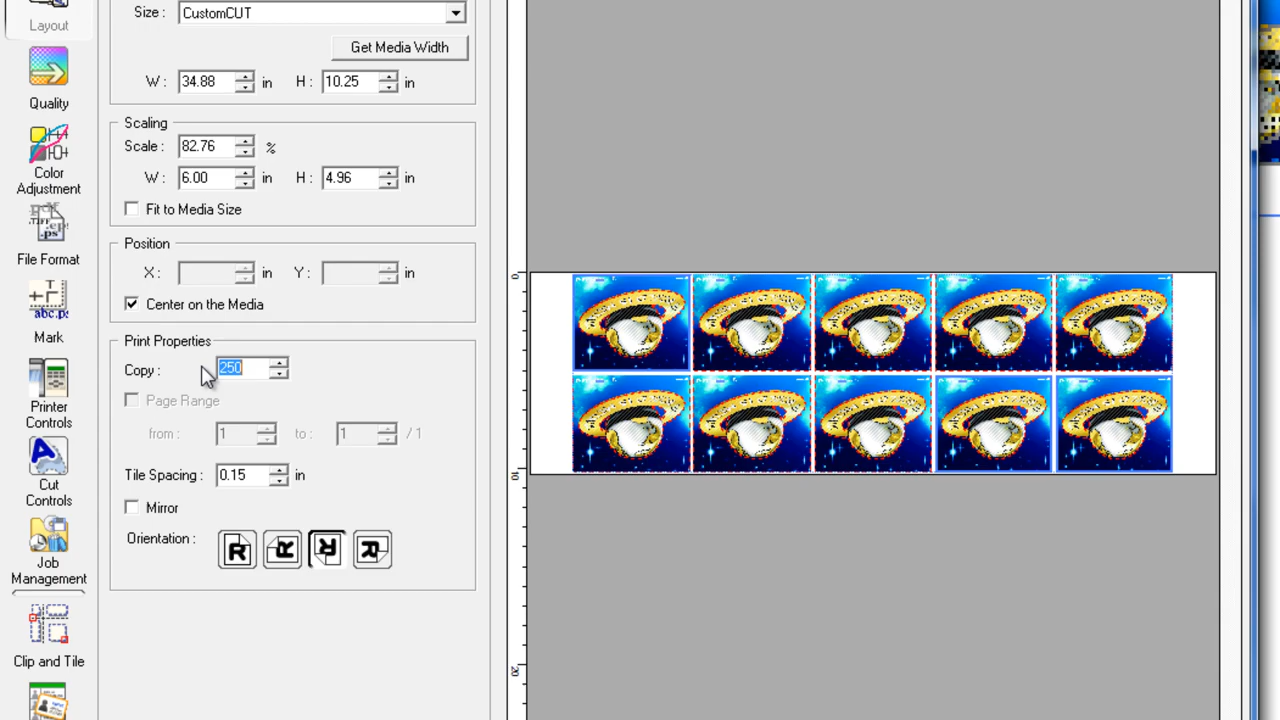 Layout
Quality
Color
Adjustment
File Format
Mark
Printer
Controls
Cut
Controls
Job
Management
Clip and Tile
Size : CustomCUT
Get Media Width
W : 34.88 in H : 10.25 in
Scaling
Scale : 82.76 %
W : 6.00 in H : 4.96 in
Fit to Media Size
Position
X : in Y : in
Center on the Media
Print Properties
Copy : 250
Page Range
from : 1 to : 1 / 1
Tile Spacing : 0.15 in
Mirror
Orientation : R R R R
0
10
20